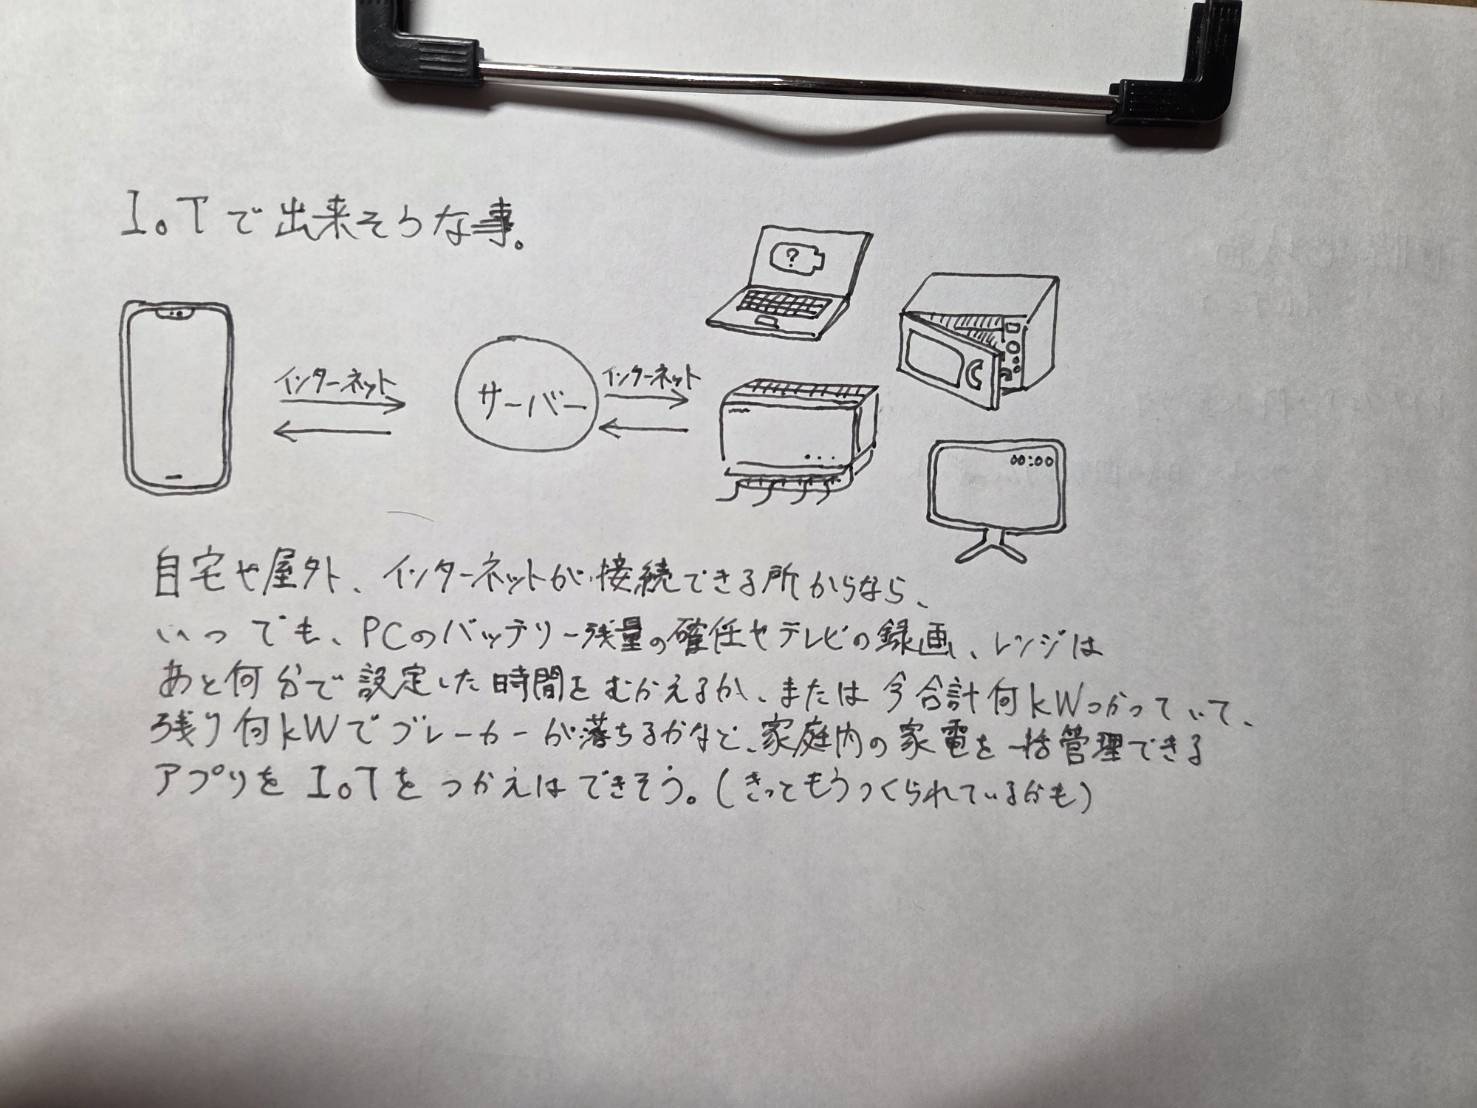 IoTで出来そうな事。
インターネット
サーバー
インターネット
?
00:00
自宅や屋外、インターネットが接続できる所からなら、
いつでも、PCのバッテリー残量の確任やテレビの録画、レンジは
あと何分で設定した時間をむかえるか、または今合計何kWつかっていて、
残り何kWでブレーカーが落ちるかなど、家庭内の家電を一括管理できる
アプリをIoTをつかえばできそう。(きっともうつくられているかも)